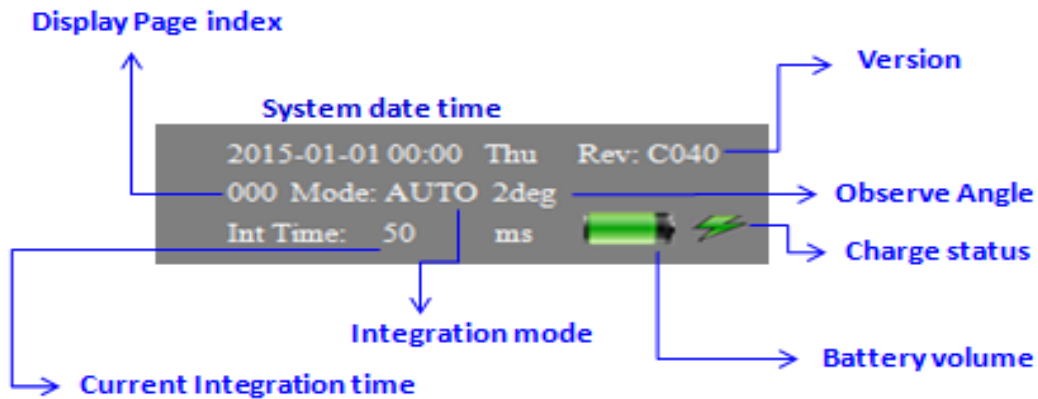 Display Page index
Version
System date time
2015-01-01 00:00 Thu Rev: C040
000 Mode: AUTO 2deg
Observe Angle
Int Time: 50 ms
Charge status
Integration mode
Battery volume
Current Integration time